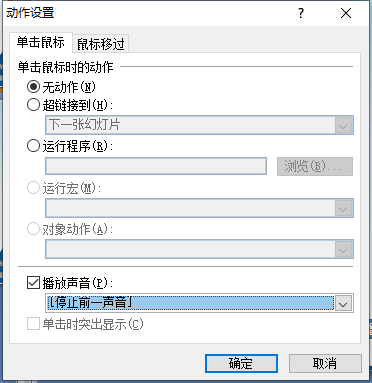 动作设置
单击鼠标 鼠标移过
单击鼠标时的动作
无动作(N)
超链接到(H):
下一张幻灯片
运行程序(R):
浏览(B)...
运行宏(M):
对象动作(A):
播放声音(P):
[停止前一声音]
单击时突出显示(C)
确定 取消